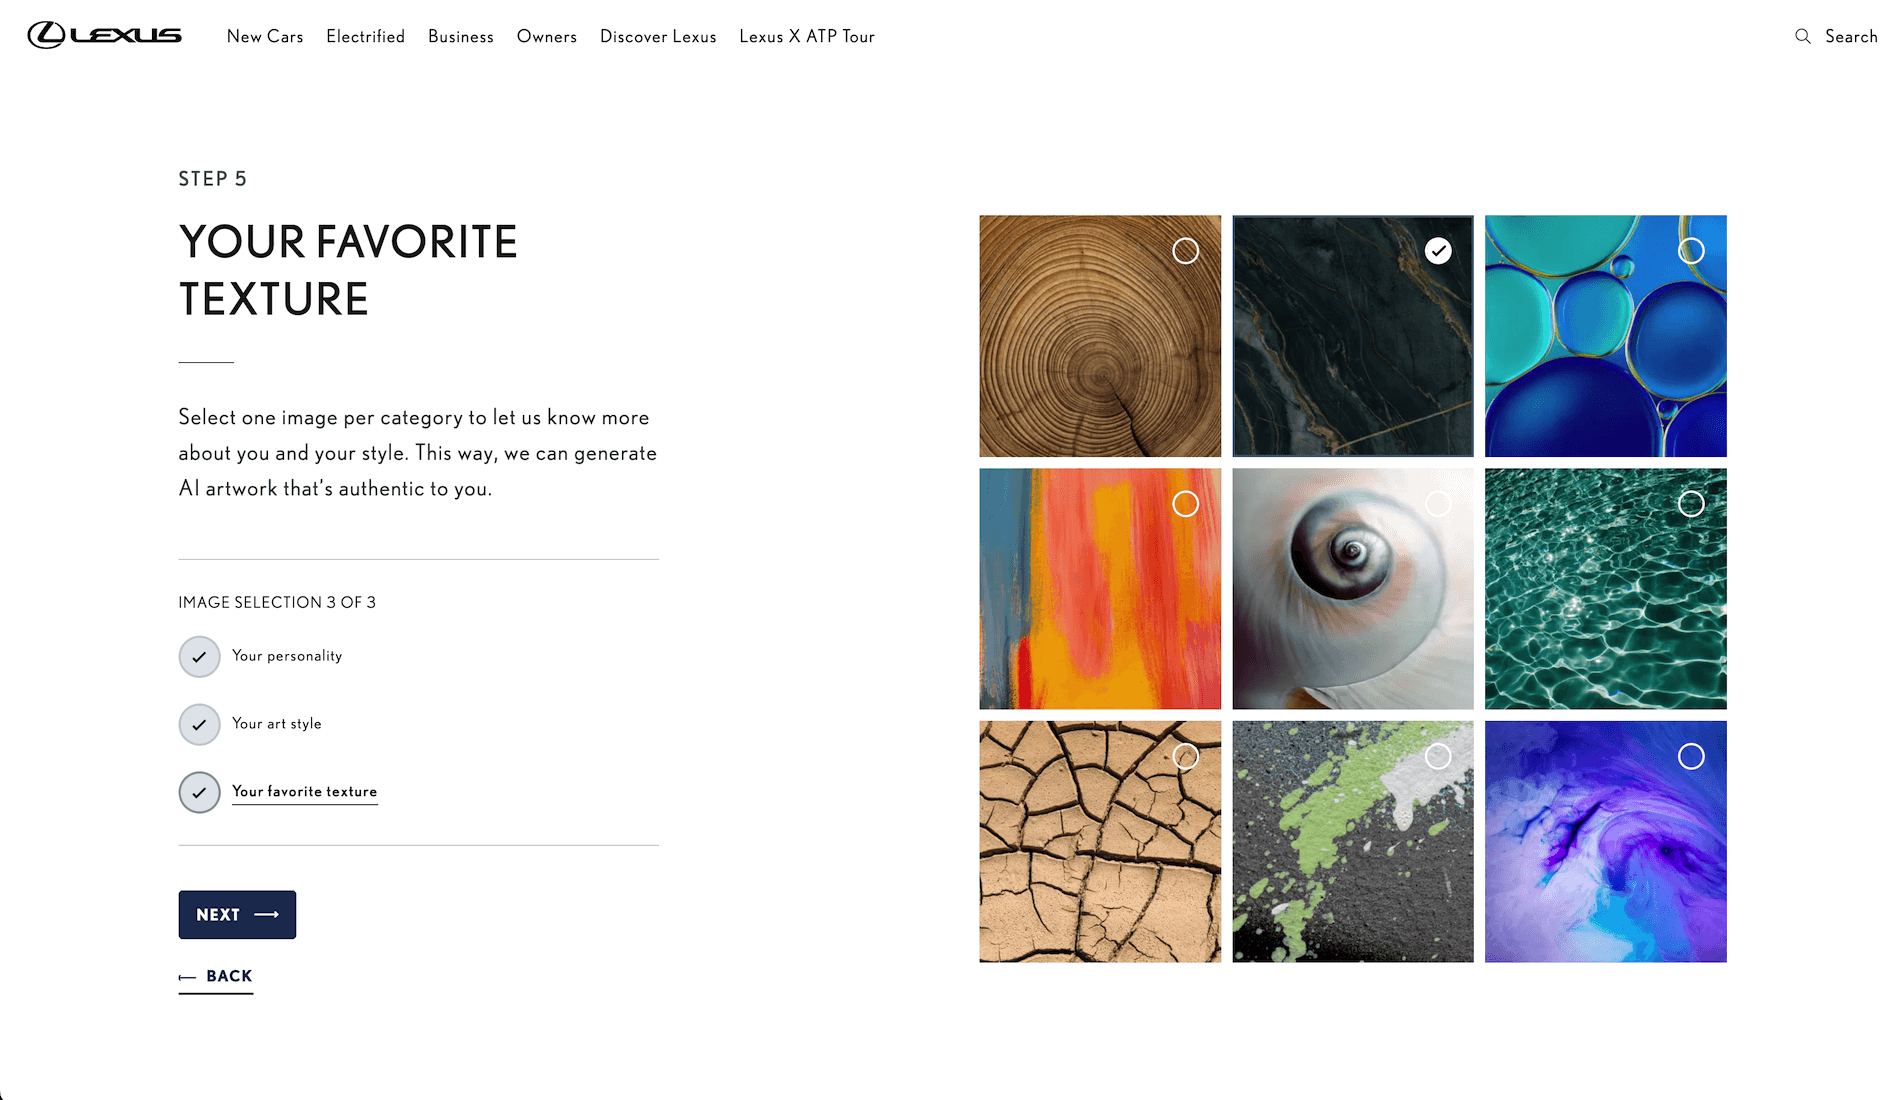 LEXUS
New Cars
Electrified
Business
Owners
Discover Lexus
Lexus X ATP Tour
Search
STEP 5
YOUR FAVORITE
TEXTURE
Select one image per category to let us know more
about you and your style. This way, we can generate
AI artwork that's authentic to you.
IMAGE SELECTION 3 OF 3
Your personality
Your art style
Your favorite texture
NEXT
BACK